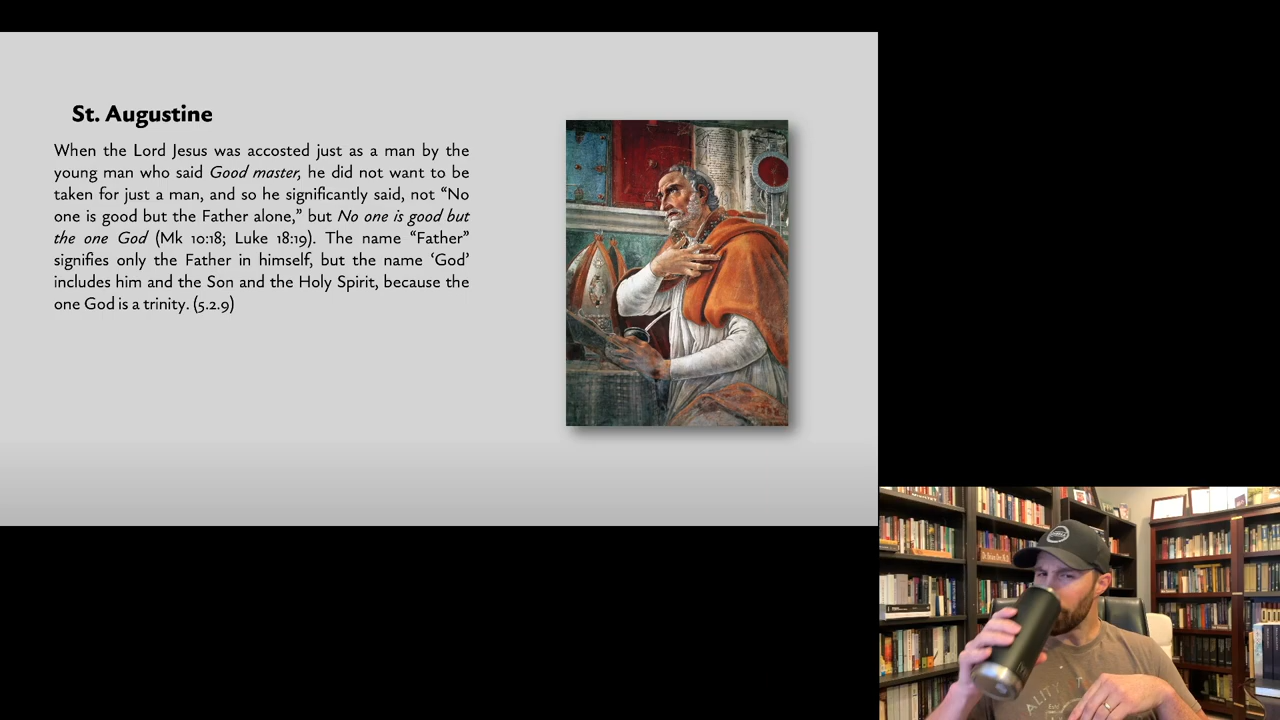 St. Augustine
When the Lord Jesus was accosted just as a man by the
young man who said Good master, he did not want to be
taken for just a man, and so he significantly said, not “No
one is good but the Father alone,” but No one is good but
the one God (Mk 10:18; Luke 18:19). The name “Father”
signifies only the Father in himself, but the name ‘God’
includes him and the Son and the Holy Spirit, because the
one God is a trinity. (5.2.9)
ALITY